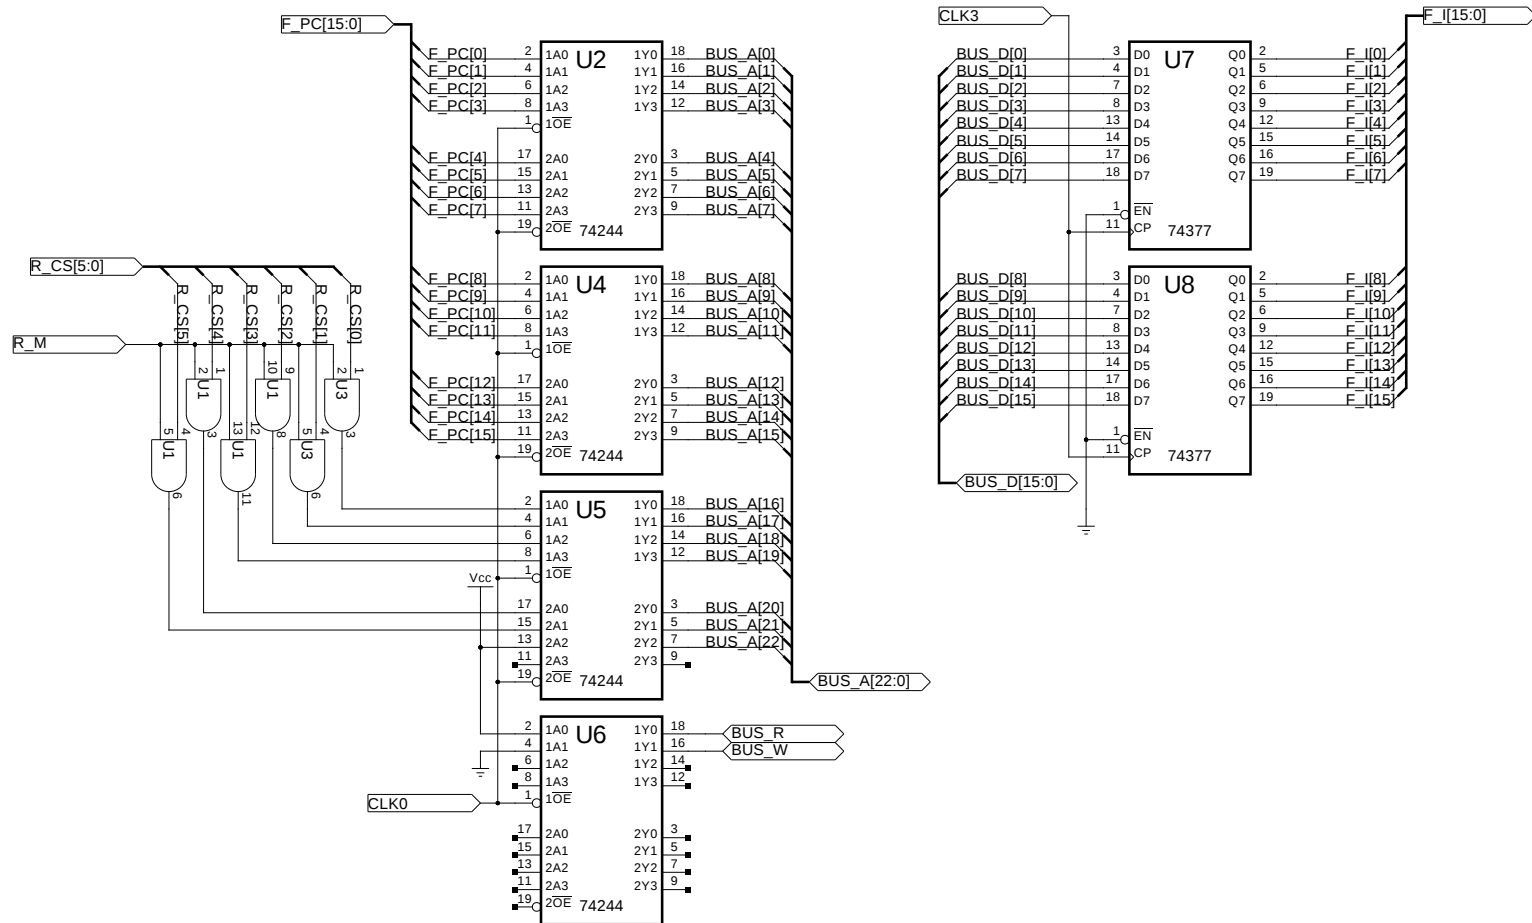 F_PC[15:0]
CLK3
F_I[15:0]
U2
F_PC[0] 2 1A0 1Y0 18 BUS_A[0]
F_PC[1] 4 1A1 1Y1 16 BUS_A[1]
F_PC[2] 6 1A2 1Y2 14 BUS_A[2]
F_PC[3] 8 1A3 1Y3 12 BUS_A[3]
1 1OE
F_PC[4] 17 2A0 2Y0 3 BUS_A[4]
F_PC[5] 15 2A1 2Y1 5 BUS_A[5]
F_PC[6] 13 2A2 2Y2 7 BUS_A[6]
F_PC[7] 11 2A3 2Y3 9 BUS_A[7]
19 2OE 74244
U7
BUS_D[0] 3 D0 Q0 2 F_I[0]
BUS_D[1] 4 D1 Q1 5 F_I[1]
BUS_D[2] 7 D2 Q2 6 F_I[2]
BUS_D[3] 8 D3 Q3 9 F_I[3]
BUS_D[4] 13 D4 Q4 12 F_I[4]
BUS_D[5] 14 D5 Q5 15 F_I[5]
BUS_D[6] 17 D6 Q6 16 F_I[6]
BUS_D[7] 18 D7 Q7 19 F_I[7]
1 EN
11 CP 74377
R_CS[5:0]
R_CS[5]
R_CS[4]
R_CS[3]
R_CS[2]
R_CS[1]
R_CS[0]
R_M
2 1 U1 3
10 9 U1 8
2 1 U3 3
5 4 U1 6
13 12 U1 11
5 4 U3 6
U4
F_PC[8] 2 1A0 1Y0 18 BUS_A[8]
F_PC[9] 4 1A1 1Y1 16 BUS_A[9]
F_PC[10] 6 1A2 1Y2 14 BUS_A[10]
F_PC[11] 8 1A3 1Y3 12 BUS_A[11]
1 1OE
F_PC[12] 17 2A0 2Y0 3 BUS_A[12]
F_PC[13] 15 2A1 2Y1 5 BUS_A[13]
F_PC[14] 13 2A2 2Y2 7 BUS_A[14]
F_PC[15] 11 2A3 2Y3 9 BUS_A[15]
19 2OE 74244
U8
BUS_D[8] 3 D0 Q0 2 F_I[8]
BUS_D[9] 4 D1 Q1 5 F_I[9]
BUS_D[10] 7 D2 Q2 6 F_I[10]
BUS_D[11] 8 D3 Q3 9 F_I[11]
BUS_D[12] 13 D4 Q4 12 F_I[12]
BUS_D[13] 14 D5 Q5 15 F_I[13]
BUS_D[14] 17 D6 Q6 16 F_I[14]
BUS_D[15] 18 D7 Q7 19 F_I[15]
1 EN
11 CP 74377
BUS_D[15:0]
U5
2 1A0 1Y0 18 BUS_A[16]
4 1A1 1Y1 16 BUS_A[17]
6 1A2 1Y2 14 BUS_A[18]
8 1A3 1Y3 12 BUS_A[19]
Vcc 1 1OE
17 2A0 2Y0 3 BUS_A[20]
15 2A1 2Y1 5 BUS_A[21]
13 2A2 2Y2 7 BUS_A[22]
11 2A3 2Y3 9
19 2OE 74244
BUS_A[22:0]
U6
2 1A0 1Y0 18 BUS_R
4 1A1 1Y1 16 BUS_W
6 1A2 1Y2 14
8 1A3 1Y3 12
CLK0 1 1OE
17 2A0 2Y0 3
15 2A1 2Y1 5
13 2A2 2Y2 7
11 2A3 2Y3 9
19 2OE 74244